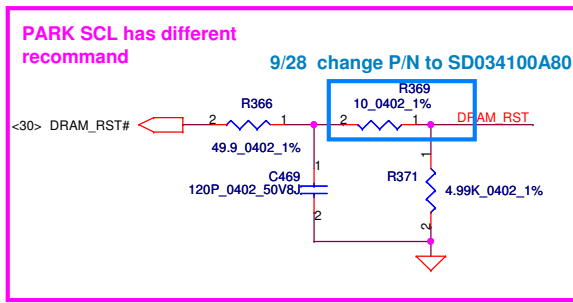 PARK SCL has different
recommand
9/28 change P/N to SD034100A80
R369
10_0402_1%
2 1
DRAM_RST
<30> DRAM_RST#
R366
2 1
49.9_0402_1%
C469
120P_0402_50V8J
1
2
R371
4.99K_0402_1%
1
2